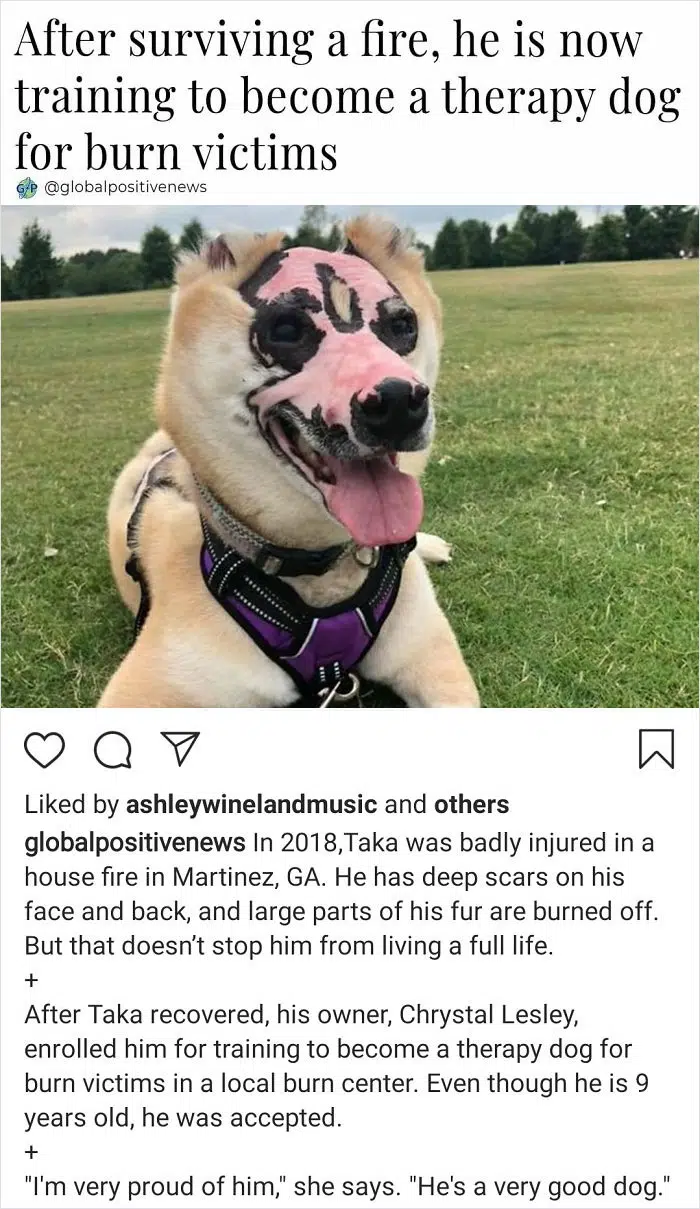 After surviving a fire, he is now
training to become a therapy dog
for burn victims
G P @globalpositivenews
Liked by ashleywinelandmusic and others
globalpositivenews In 2018,Taka was badly injured in a
house fire in Martinez, GA. He has deep scars on his
face and back, and large parts of his fur are burned off.
But that doesn’t stop him from living a full life.
+
After Taka recovered, his owner, Chrystal Lesley,
enrolled him for training to become a therapy dog for
burn victims in a local burn center. Even though he is 9
years old, he was accepted.
+
"I'm very proud of him," she says. "He's a very good dog."